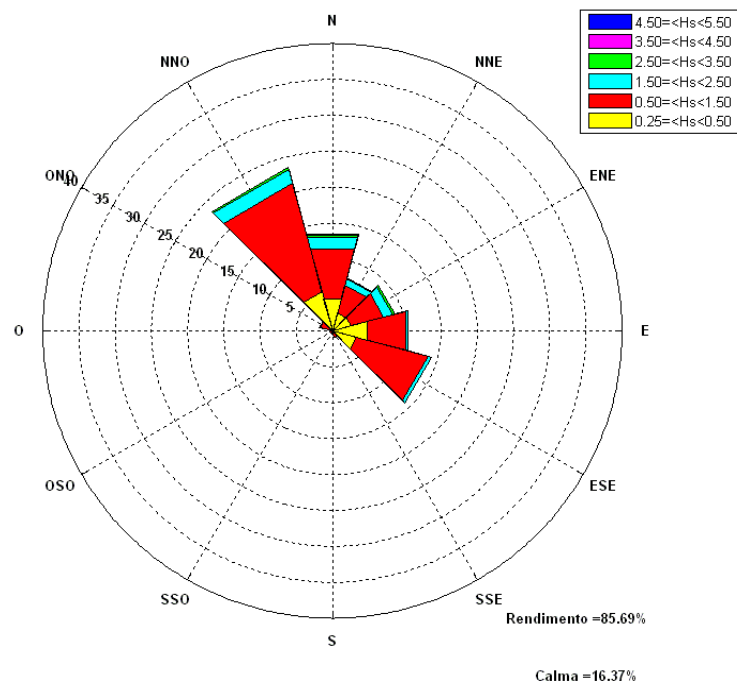 N
NNO
NNE
4.50=<Hs<5.50
3.50=<Hs<4.50
2.50=<Hs<3.50
1.50=<Hs<2.50
0.50=<Hs<1.50
0.25=<Hs<0.50
ONO
ENE
40
35
30
25
20
15
10
5
O
E
OSO
ESE
SSO
SSE
S
Rendimento =85.69%
Calma =16.37%